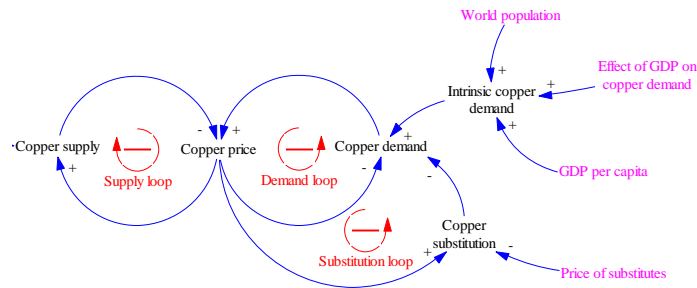 World population
Effect of GDP on
copper demand
+
+
Intrinsic copper
demand
+
GDP per capita
Copper supply
+
Supply loop
-
+
Copper price
Demand loop
Copper demand
+
-
-
Substitution loop
Copper
substitution
+
-
Price of substitutes